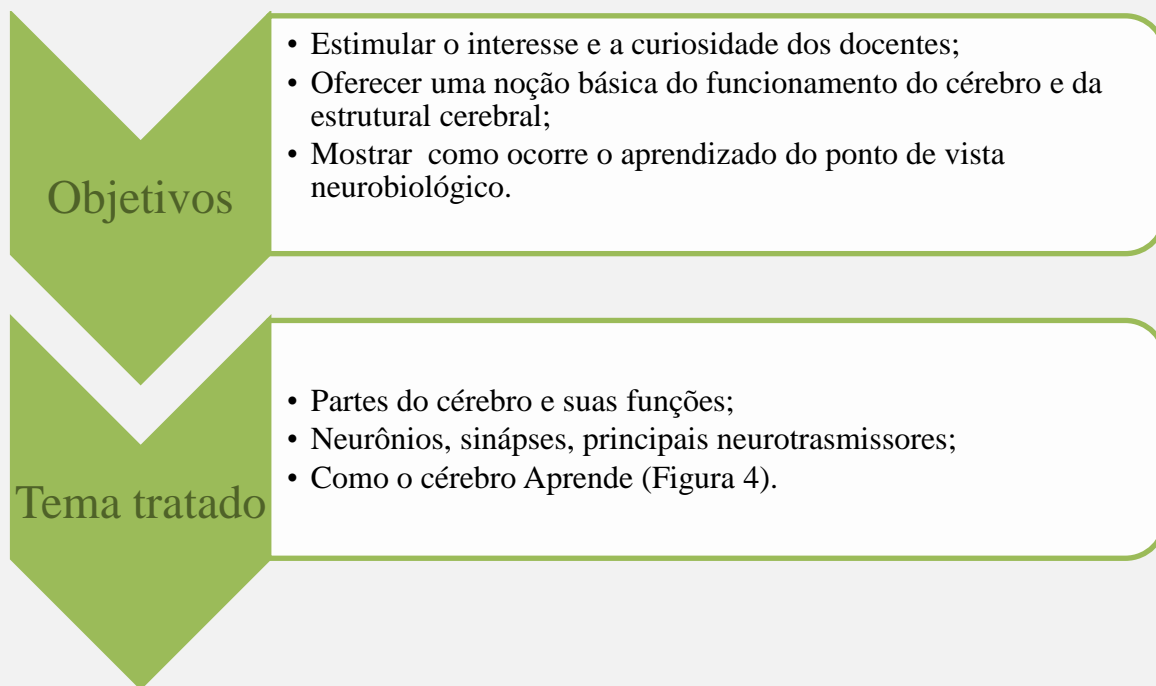 Objetivos
• Estimular o interesse e a curiosidade dos docentes;
• Oferecer uma noção básica do funcionamento do cérebro e da
estrutural cerebral;
• Mostrar como ocorre o aprendizado do ponto de vista
neurobiológico.
Tema tratado
• Partes do cérebro e suas funções;
• Neurônios, sinápses, principais neurotrasmissores;
• Como o cérebro Aprende (Figura 4).